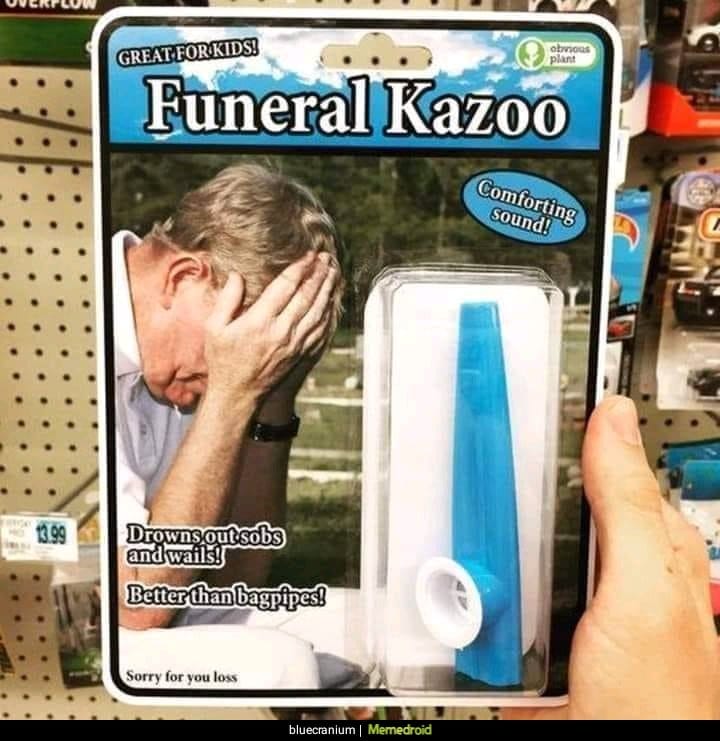 OVERFLOW
GREAT FOR KIDS!
obvious
plant
Funeral Kazoo
Comforting
sound!
13.99
Drowns out sobs
and wails!
Better than bagpipes!
Sorry for you loss
bluecranium | Memedroid